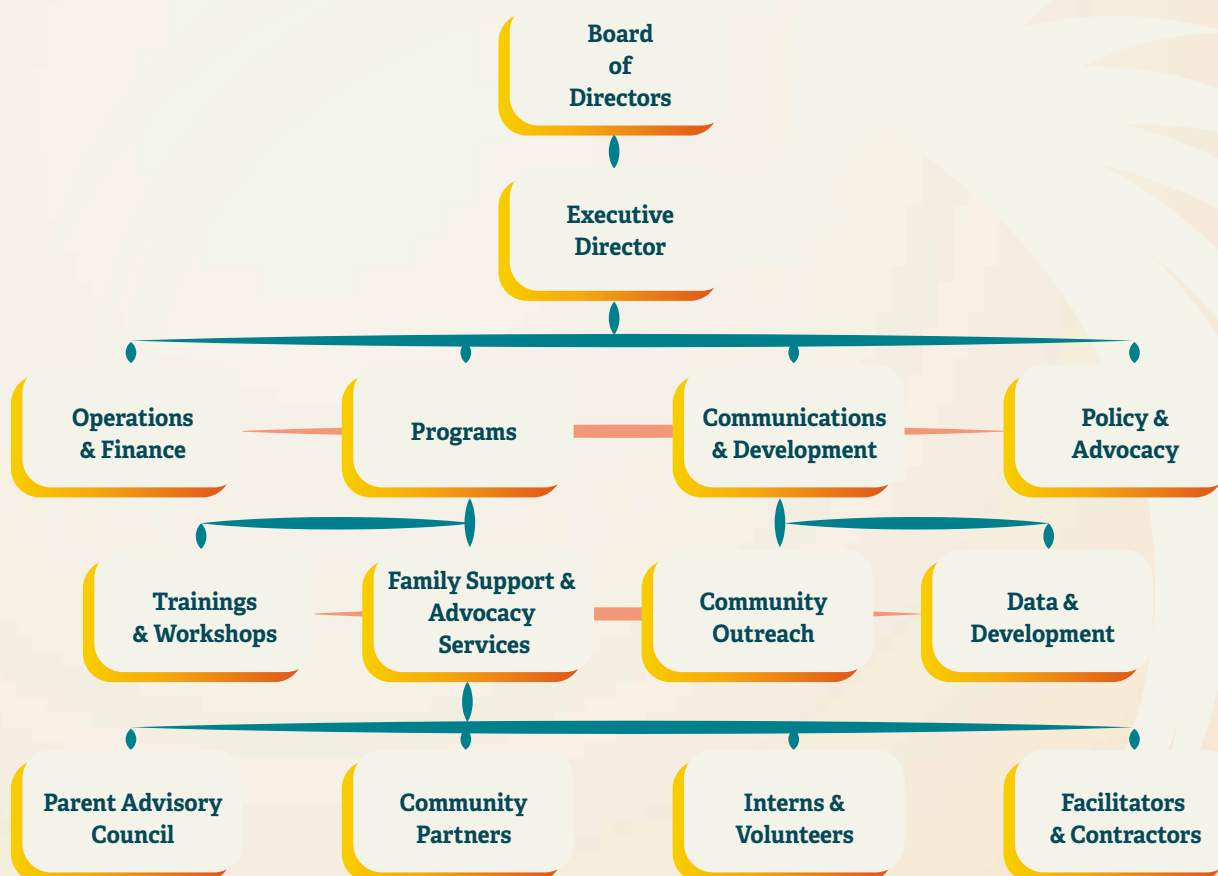 Board
of
Directors
Executive
Director
Operations
& Finance
Programs
Communications
& Development
Policy &
Advocacy
Trainings
& Workshops
Family Support &
Advocacy
Services
Community
Outreach
Data &
Development
Parent Advisory
Council
Community
Partners
Interns &
Volunteers
Facilitators
& Contractors